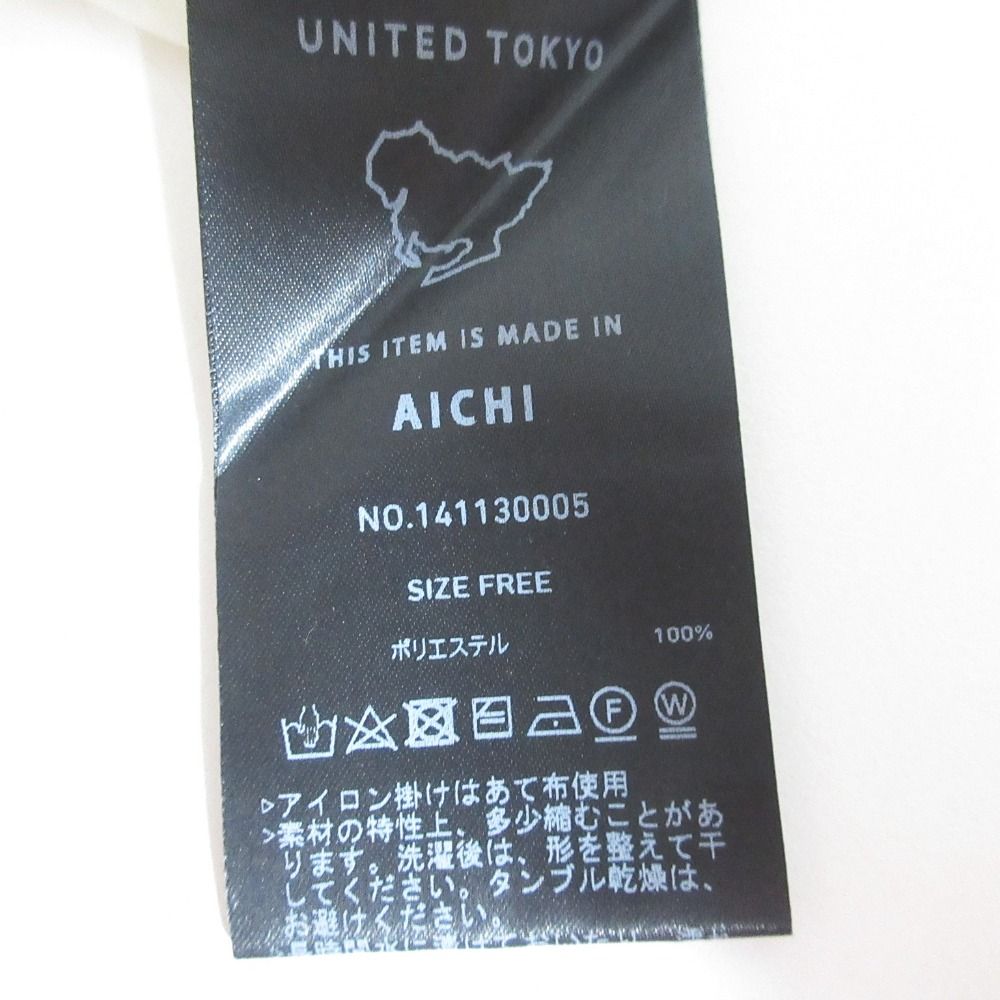 UNITED TOKYO
THIS ITEM IS MADE IN
AICHI
NO.141130005
SIZE FREE
ポリエステル 100%
F W
▷アイロン掛けはあて布使用
▷素材の特性上、多少縮むことがあ
ります。洗濯後は、形を整えて干
してください。タンブル乾燥は、
お避けください。